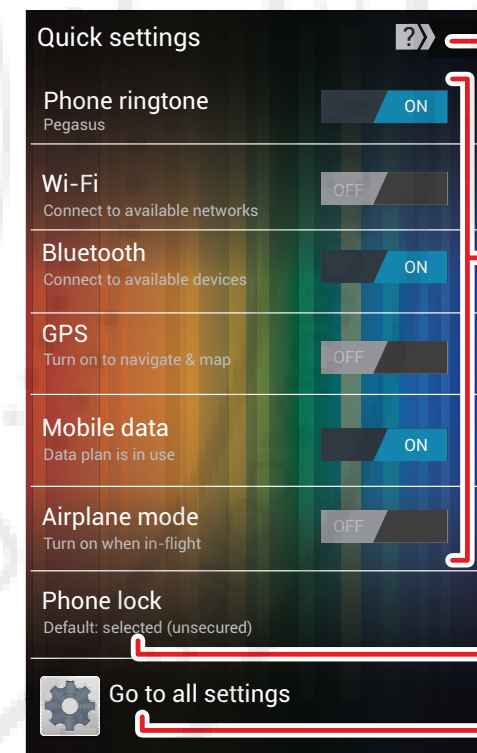 Quick settings
?
Phone ringtone
ON
Pegasus
Wi-Fi
OFF
Connect to available networks
Bluetooth
ON
Connect to available devices
GPS
OFF
Turn on to navigate & map
Mobile data
ON
Data plan is in use
Airplane mode
OFF
Turn on when in-flight
Phone lock
Default: selected (unsecured)
Go to all settings